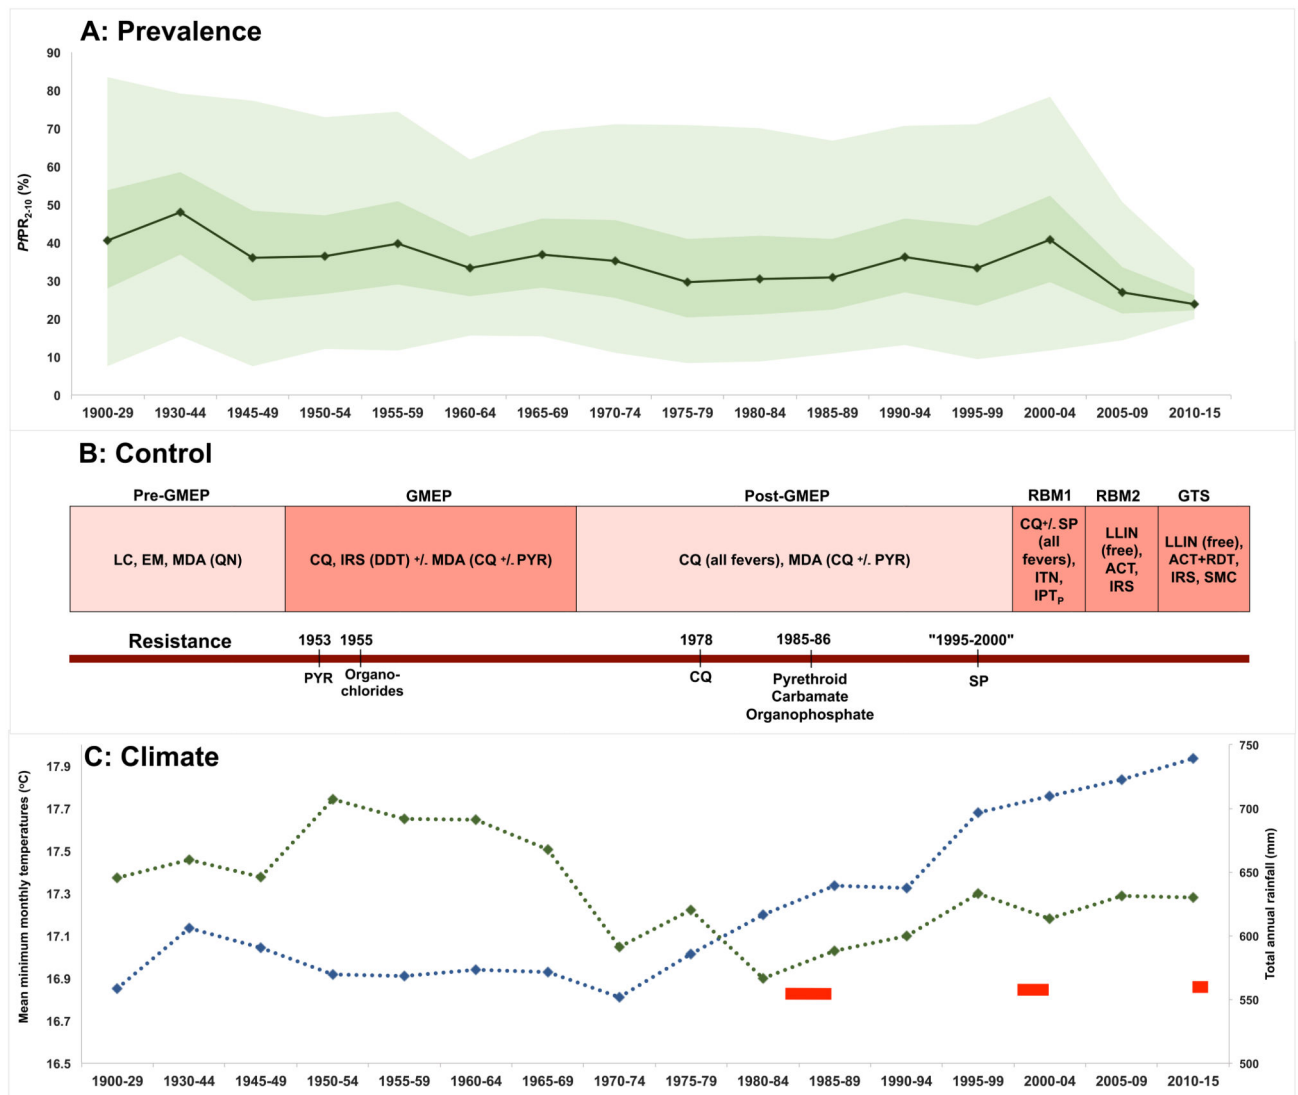 A: Prevalence
90
80
70
60
50
40
30
20
10
0
PfPR2-10 (%)
1900-29 1930-44 1945-49 1950-54 1955-59 1960-64 1965-69 1970-74 1975-79 1980-84 1985-89 1990-94 1995-99 2000-04 2005-09 2010-15
B: Control
Pre-GMEP GMEP Post-GMEP RBM1 RBM2 GTS
LC, EM, MDA (QN)
CQ, IRS (DDT) +/- MDA (CQ +/- PYR)
CQ (all fevers), MDA (CQ +/- PYR)
CQ+/- SP
(all
fevers),
ITN,
IPTP
LLIN
(free),
ACT,
IRS
LLIN (free),
ACT+RDT,
IRS, SMC
Resistance
1953 1955 1978 1985-86 "1995-2000"
PYR
Organo-
chlorides
CQ
Pyrethroid
Carbamate
Organophosphate
SP
C: Climate
17.9
17.7
17.5
17.3
17.1
16.9
16.7
16.5
Mean minimum monthly temperatures (oC)
750
700
650
600
550
500
Total annual rainfall (mm)
1900-29 1930-44 1945-49 1950-54 1955-59 1960-64 1965-69 1970-74 1975-79 1980-84 1985-89 1990-94 1995-99 2000-04 2005-09 2010-15